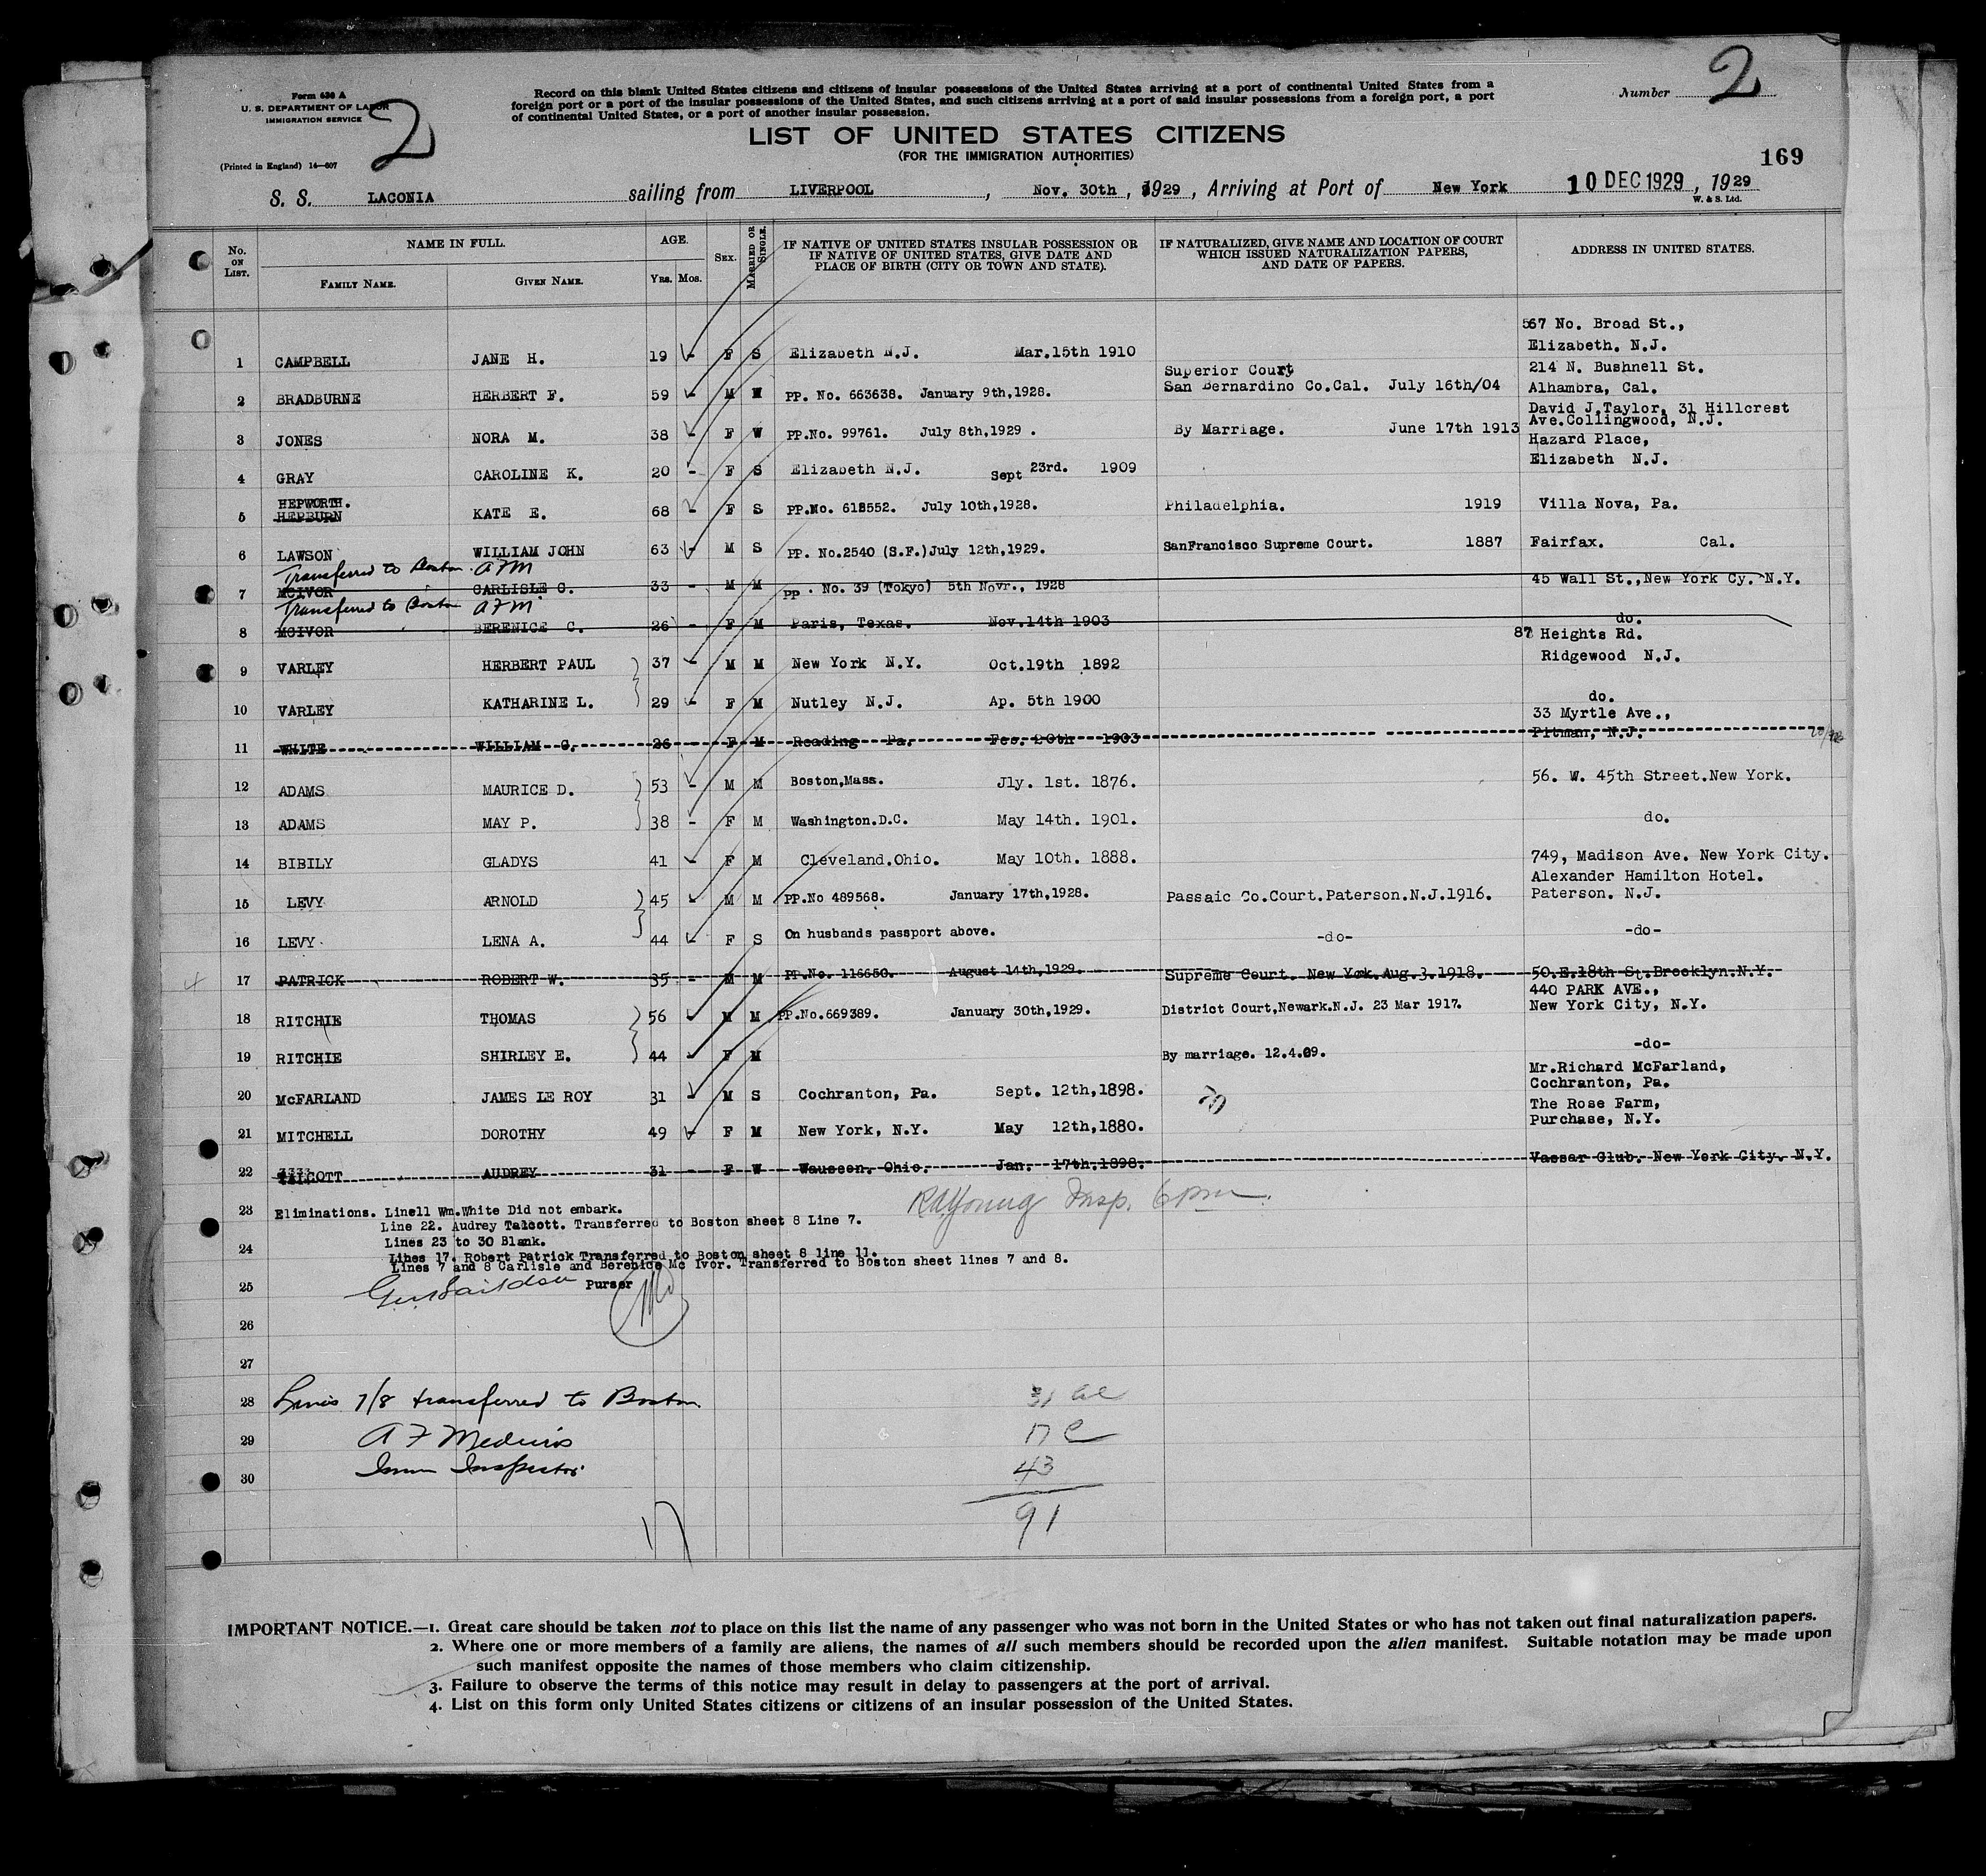 Form 630 A
U. S. DEPARTMENT OF LABOR
IMMIGRATION SERVICE
2
(Printed in England) 14—607
Record on this blank United States citizens and citizens of insular possessions of the United States arriving at a port of continental United States from a
foreign port or a port of the insular possessions of the United States, and such citizens arriving at a port of said insular possessions from a foreign port, a port
of continental United States, or a port of another insular possession.
Number 2
LIST OF UNITED STATES CITIZENS
(FOR THE IMMIGRATION AUTHORITIES)
169
S. S. LACONIA sailing from LIVERPOOL, Nov. 30th, 1929, Arriving at Port of New York 10 DEC 1929, 1929
W. & S. Ltd.
No. ON LIST. NAME IN FULL. FAMILY NAME. GIVEN NAME. AGE. Yrs. Mos. SEX. MARRIED OR SINGLE. IF NATIVE OF UNITED STATES INSULAR POSSESSION OR IF NATIVE OF UNITED STATES, GIVE DATE AND PLACE OF BIRTH (CITY OR TOWN AND STATE). IF NATURALIZED, GIVE NAME AND LOCATION OF COURT WHICH ISSUED NATURALIZATION PAPERS, AND DATE OF PAPERS. ADDRESS IN UNITED STATES.
1 CAMPBELL JANE H. 19 - F S Elizabeth N.J. Mar.15th 1910 567 No. Broad St., Elizabeth. N.J.
2 BRADBURNE HERBERT F. 59 - M PP. No. 663638. January 9th,1928. Superior Court San Bernardino Co.Cal. July 16th/04 214 N. Bushnell St. Alhambra, Cal.
3 JONES NORA M. 38 - F W PP.No. 99761. July 8th,1929 . By Marriage. June 17th 1913 David J.Taylor, 31 Hillcrest Ave.Collingwood, N.J.
4 GRAY CAROLINE K. 20 - F S Elizabeth N.J. Sept 23rd. 1909 Hazard Place, Elizabeth N.J.
5 HEPWORTH. HEPBURN KATE E. 68 - F S PP.No. 618552. July 10th,1928. Philadelphia. 1919 Villa Nova, Pa.
6 LAWSON WILLIAM JOHN 63 - M S PP. No.2540 (S.F.)July 12th,1929. SanFrancisco Supreme Court. 1887 Fairfax. Cal.
Transferred to Boston. AFM
7 MCIVOR CARLISLE C. 33 - M M PP . No. 39 (Tokyo) 5th Novr., 1928 45 Wall St.,New York Cy. N.Y.
Transferred to Boston AFM.
8 MCIVOR BERENICE C. 26 - F M Paris, Texas. Nov.14th 1903 do.
9 VARLEY HERBERT PAUL 37 - M M New York N.Y. Oct.19th 1892 87 Heights Rd. Ridgewood N.J.
10 VARLEY KATHARINE L. 29 - F M Nutley N.J. Ap. 5th 1900 do.
11 WHITE WILLIAM C. 26 - F M Reading Pa. Fec. 20th 1903 33 Myrtle Ave., Pitman, N.J.
12 ADAMS MAURICE D. 53 - M M Boston,Mass. Jly. 1st. 1876. 56. W. 45th Street.New York.
13 ADAMS MAY P. 38 - F M Washington.D.C. May 14th. 1901. do.
14 BIBILY GLADYS 41 - F M Cleveland.Ohio. May 10th. 1888. 749, Madison Ave. New York City.
15 LEVY ARNOLD 45 - M M PP.No 489568. January 17th,1928. Passaic Co.Court.Paterson.N.J.1916. Alexander Hamilton Hotel. Paterson. N.J.
16 LEVY LENA A. 44 - F S On husbands passport above. -do- -do-
17 PATRICK ROBERT W. 35 - M M PP.No. 116650. August 14th,1929. Supreme Court. New York.Aug.3.1918. 50.E.18th St.Brooklyn.N.Y.
18 RITCHIE THOMAS 56 - M M PP.No.669389. January 30th,1929. District Court,Newark.N.J. 23 Mar 1917. 440 PARK AVE., New York City, N.Y.
19 RITCHIE SHIRLEY E. 44 - F M By marriage. 12.4.09. -do-
20 McFARLAND JAMES LE ROY 31 - M S Cochranton, Pa. Sept. 12th,1898. Mr.Richard McFarland, Cochranton, Pa.
21 MITCHELL DOROTHY 49 - F M New York, N.Y. May 12th,1880. The Rose Farm, Purchase, N.Y.
22 TALCOTT AUDREY 31 - F W Wauseon. Ohio. Jan. 17th.1898. Vassar Club. New York City. N.Y.
RAYoung Insp. 6pm
23 Eliminations. Linell Wm.White Did not embark.
Line 22. Audrey Talcott. Transferred to Boston sheet 8 Line 7.
Lines 23 to 30 Blank.
24 Lines 17. Robert Patrick Transferred to Boston sheet 8 line 11.
Lines 7 and 8 Carlisle and Berenice Mc Ivor. Transferred to Boston sheet lines 7 and 8.
25 Purser
26
27
28 Lines 7/8 transferred to Boston. 31
29 A F Medeiros 17 C
30 Imm Inspector 43
91
17
IMPORTANT NOTICE.—1. Great care should be taken not to place on this list the name of any passenger who was not born in the United States or who has not taken out final naturalization papers.
2. Where one or more members of a family are aliens, the names of all such members should be recorded upon the alien manifest. Suitable notation may be made upon
such manifest opposite the names of those members who claim citizenship.
3. Failure to observe the terms of this notice may result in delay to passengers at the port of arrival.
4. List on this form only United States citizens or citizens of an insular possession of the United States.